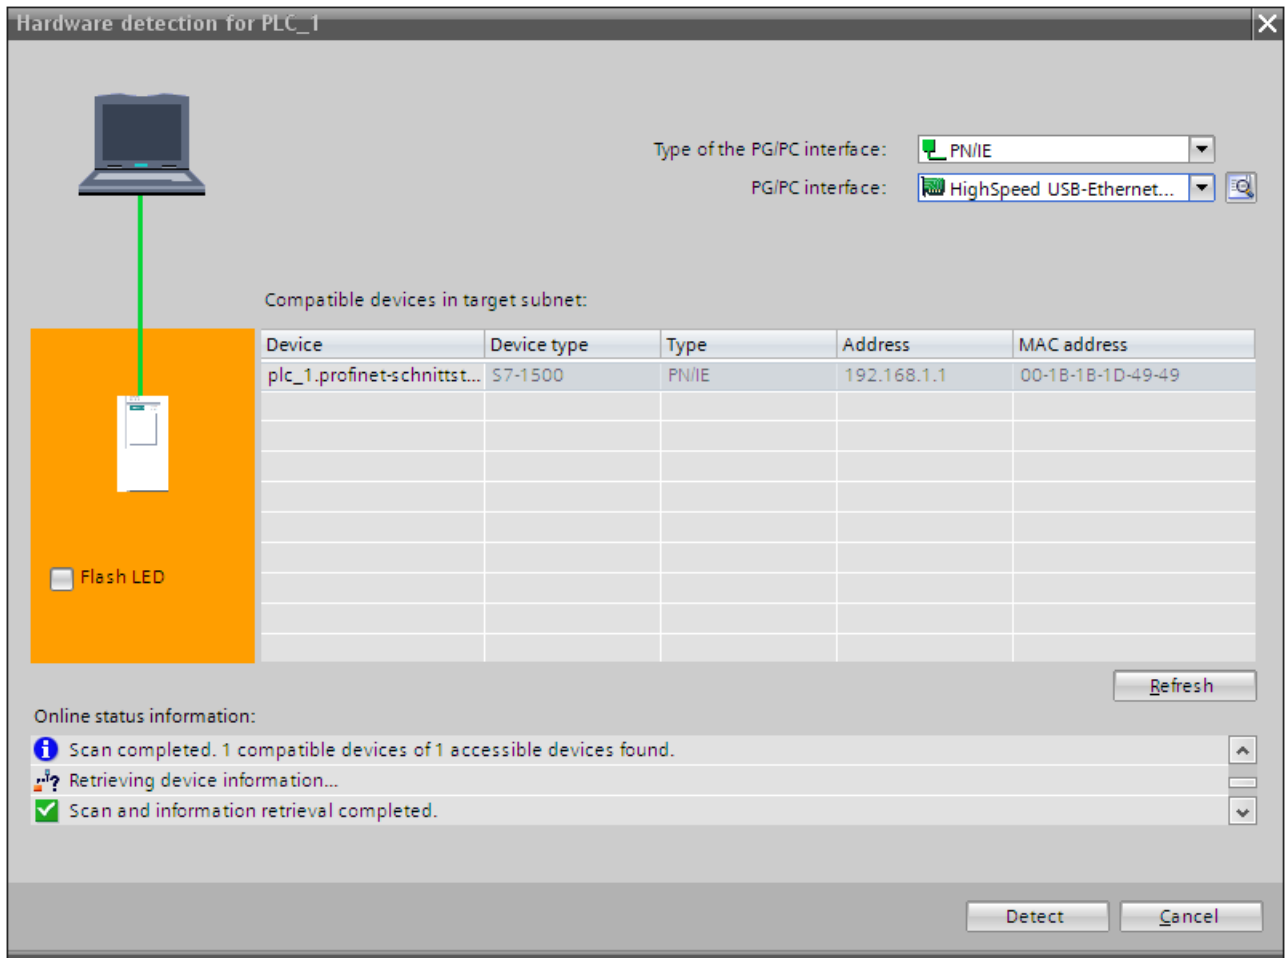 Hardware detection for PLC_1
Type of the PG/PC interface: PN/IE
PG/PC interface: HighSpeed USB-Ethernet...
Compatible devices in target subnet:
Device Device type Type Address MAC address
plc_1.profinet-schnittst... S7-1500 PN/IE 192.168.1.1 00-1B-1B-1D-49-49
Flash LED
Refresh
Online status information:
Scan completed. 1 compatible devices of 1 accessible devices found.
Retrieving device information...
Scan and information retrieval completed.
Detect Cancel